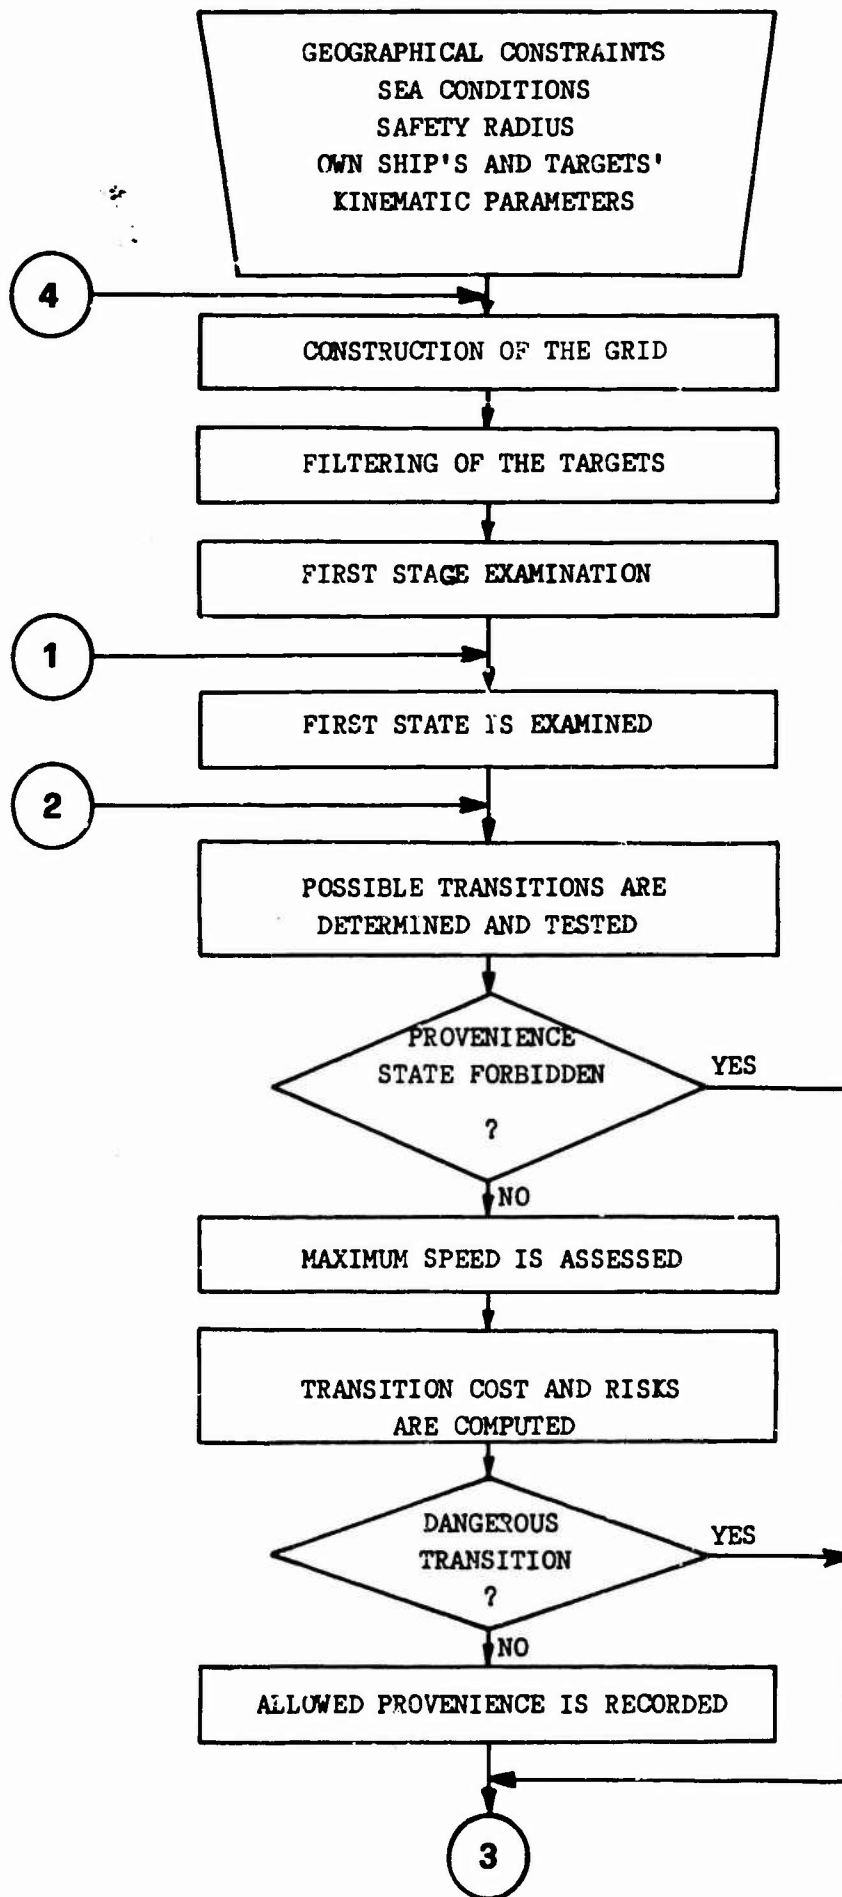 GEOGRAPHICAL CONSTRAINTS
SEA CONDITIONS
SAFETY RADIUS
OWN SHIP'S AND TARGETS'
KINEMATIC PARAMETERS
4
CONSTRUCTION OF THE GRID
FILTERING OF THE TARGETS
FIRST STAGE EXAMINATION
1
FIRST STATE IS EXAMINED
2
POSSIBLE TRANSITIONS ARE
DETERMINED AND TESTED
PROVENIENCE
STATE FORBIDDEN
?
YES
NO
MAXIMUM SPEED IS ASSESSED
TRANSITION COST AND RISKS
ARE COMPUTED
DANGEROUS
TRANSITION
?
YES
NO
ALLOWED PROVENIENCE IS RECORDED
3